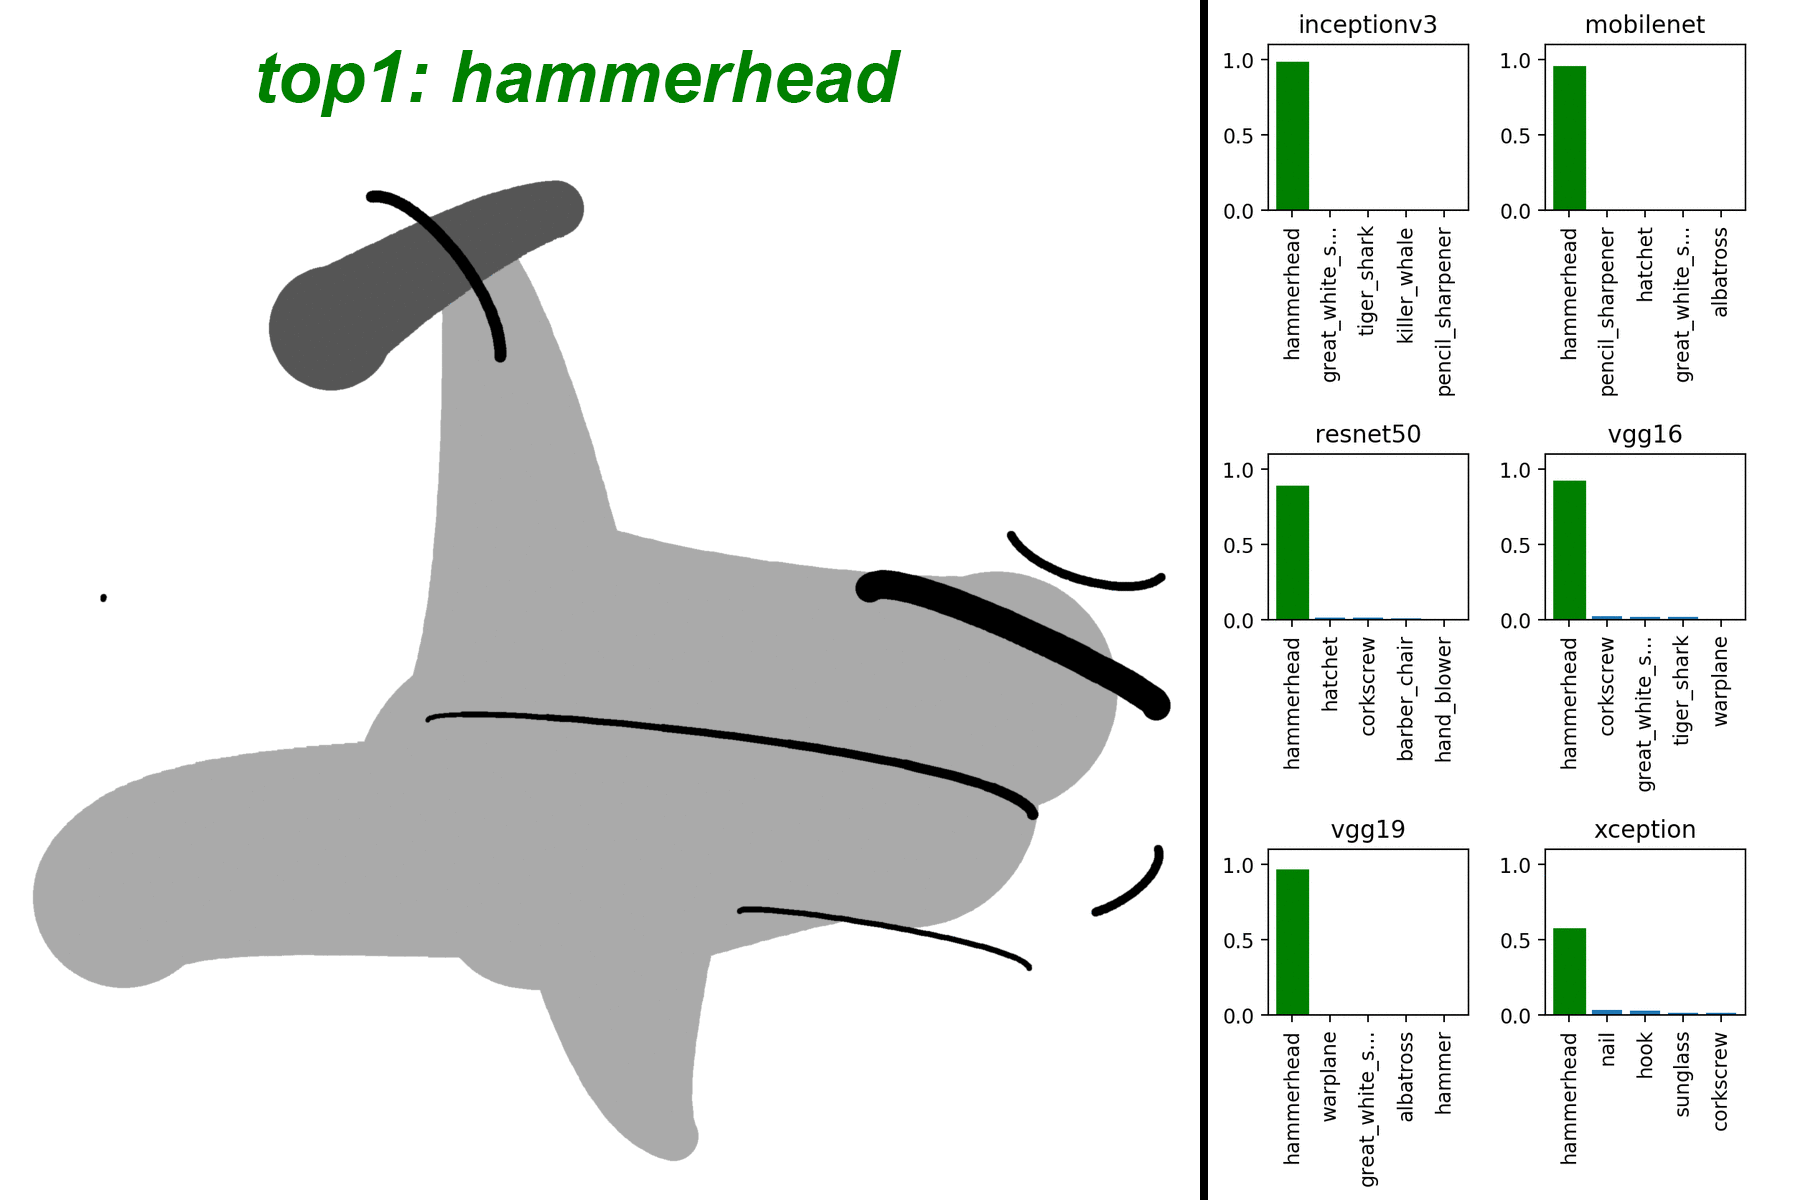 top1: hammerhead
inceptionv3
1.0
0.5
0.0
hammerhead
great_white_s...
tiger_shark
killer_whale
pencil_sharpener
mobilenet
1.0
0.5
0.0
hammerhead
pencil_sharpener
hatchet
great_white_s...
albatross
resnet50
1.0
0.5
0.0
hammerhead
hatchet
corkscrew
barber_chair
hand_blower
vgg16
1.0
0.5
0.0
hammerhead
corkscrew
great_white_s...
tiger_shark
warplane
vgg19
1.0
0.5
0.0
hammerhead
warplane
great_white_s...
albatross
hammer
xception
1.0
0.5
0.0
hammerhead
nail
hook
sunglass
corkscrew